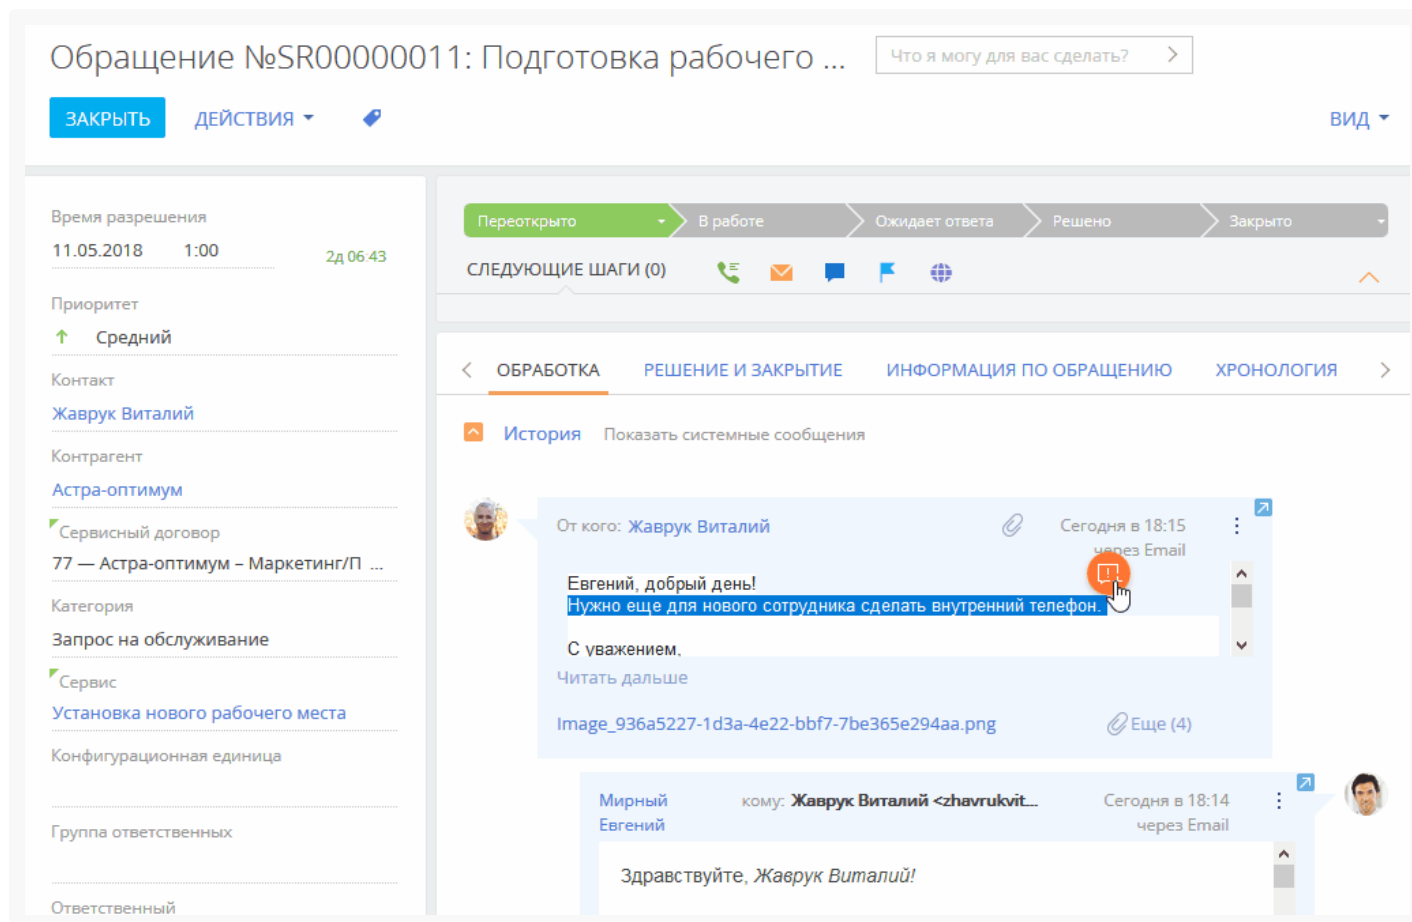 Обращение №SR00000011: Подготовка рабочего ...
Что я могу для вас сделать?
ЗАКРЫТЬ
ДЕЙСТВИЯ
ВИД
Время разрешения
11.05.2018 1:00
2д 06:43
Приоритет
Средний
Контакт
Жаврук Виталий
Контрагент
Астра-оптимум
Сервисный договор
77 — Астра-оптимум – Маркетинг/П ...
Категория
Запрос на обслуживание
Сервис
Установка нового рабочего места
Конфигурационная единица
Группа ответственных
Ответственный
Переоткрыто
В работе
Ожидает ответа
Решено
Закрыто
СЛЕДУЮЩИЕ ШАГИ (0)
ОБРАБОТКА
РЕШЕНИЕ И ЗАКРЫТИЕ
ИНФОРМАЦИЯ ПО ОБРАЩЕНИЮ
ХРОНОЛОГИЯ
История
Показать системные сообщения
От кого: Жаврук Виталий
Сегодня в 18:15
через Email
Евгений, добрый день!
Нужно еще для нового сотрудника сделать внутренний телефон.
С уважением,
Читать дальше
Image_936a5227-1d3a-4e22-bbf7-7be365e294aa.png
Еще (4)
Мирный
Евгений
кому: Жаврук Виталий <zhavrukvit...
Сегодня в 18:14
через Email
Здравствуйте, Жаврук Виталий!